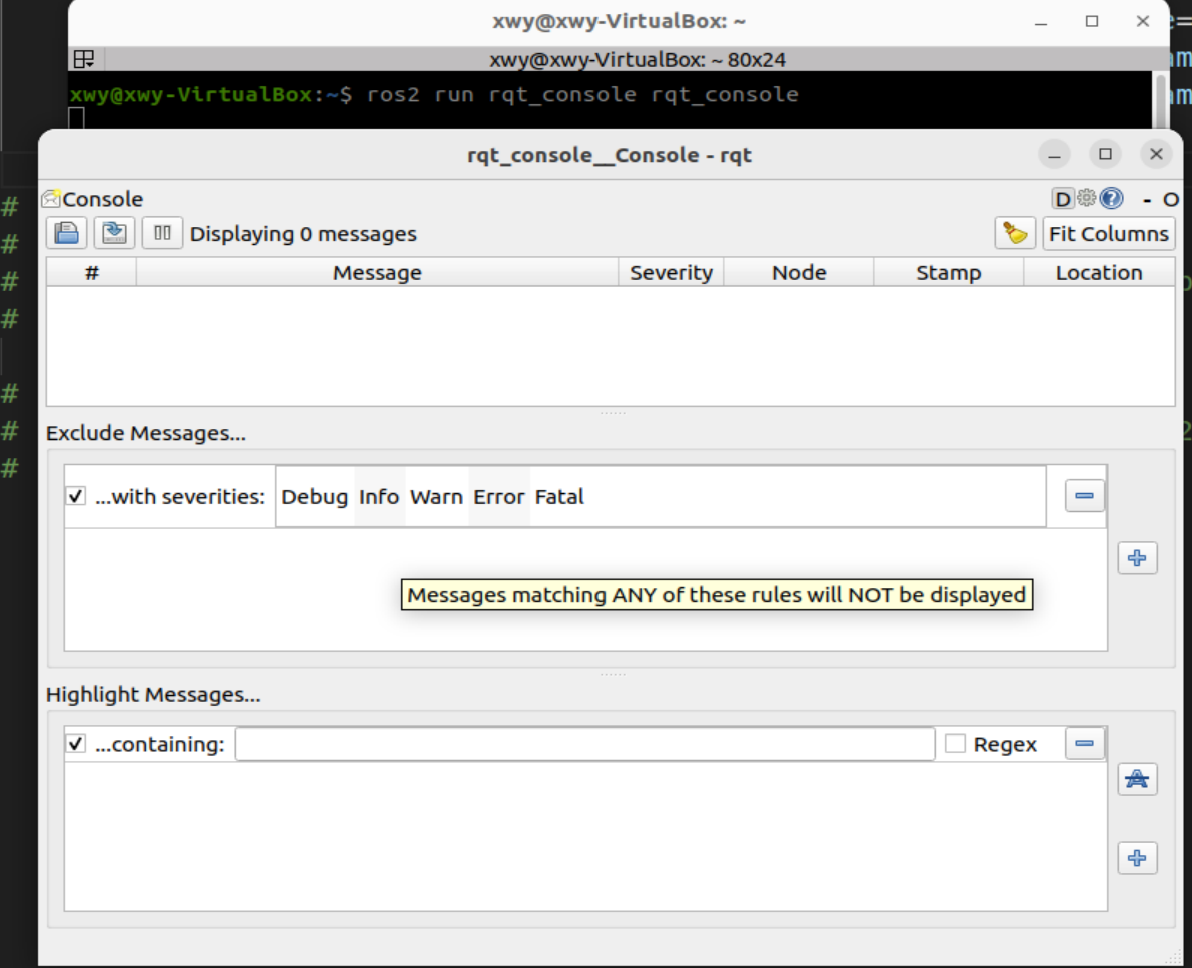 xwy@xwy-VirtualBox: ~
xwy@xwy-VirtualBox: ~ 80x24
xwy@xwy-VirtualBox:~$ ros2 run rqt_console rqt_console
rqt_console__Console - rqt
Console
D - O
Displaying 0 messages
Fit Columns
# Message Severity Node Stamp Location
Exclude Messages...
...with severities: Debug Info Warn Error Fatal
Messages matching ANY of these rules will NOT be displayed
Highlight Messages...
...containing: Regex
#
#
#
#
#
#
#